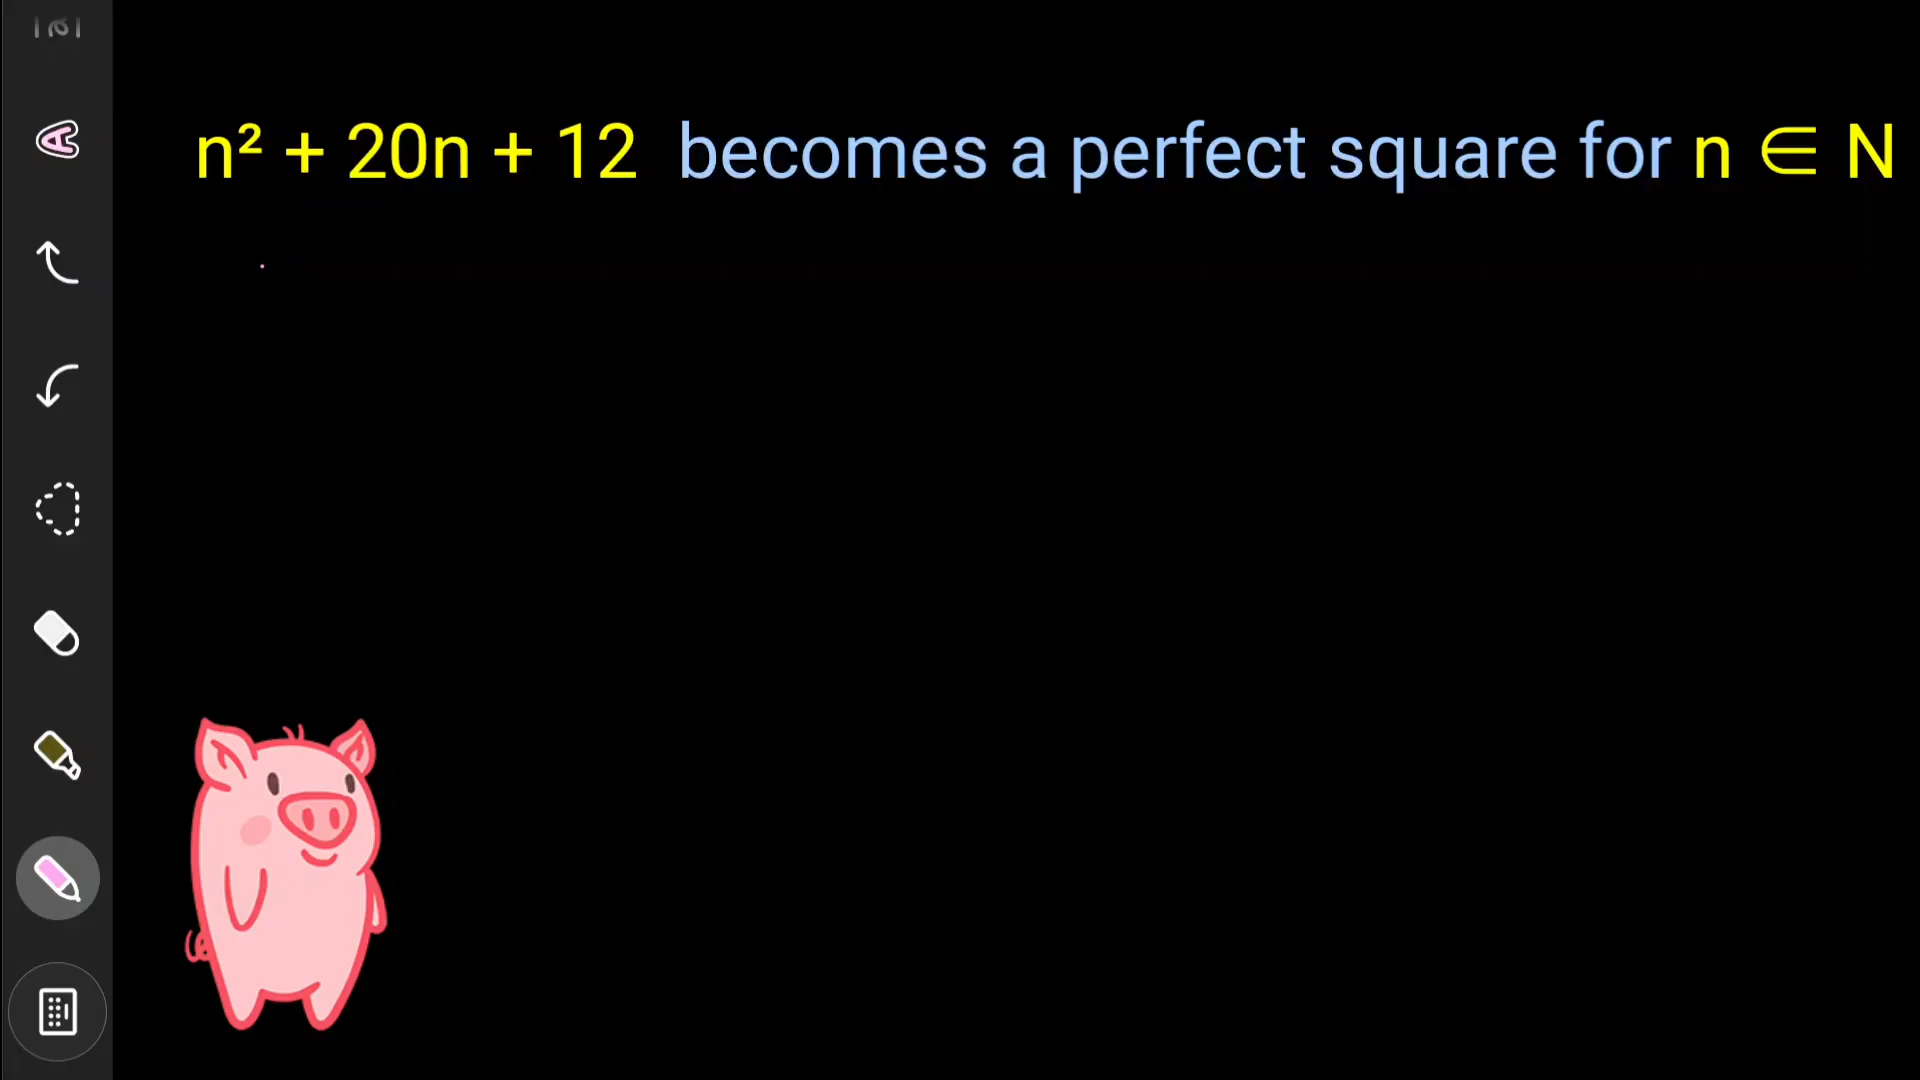 n² + 20n + 12 becomes a perfect square for n ∈ N